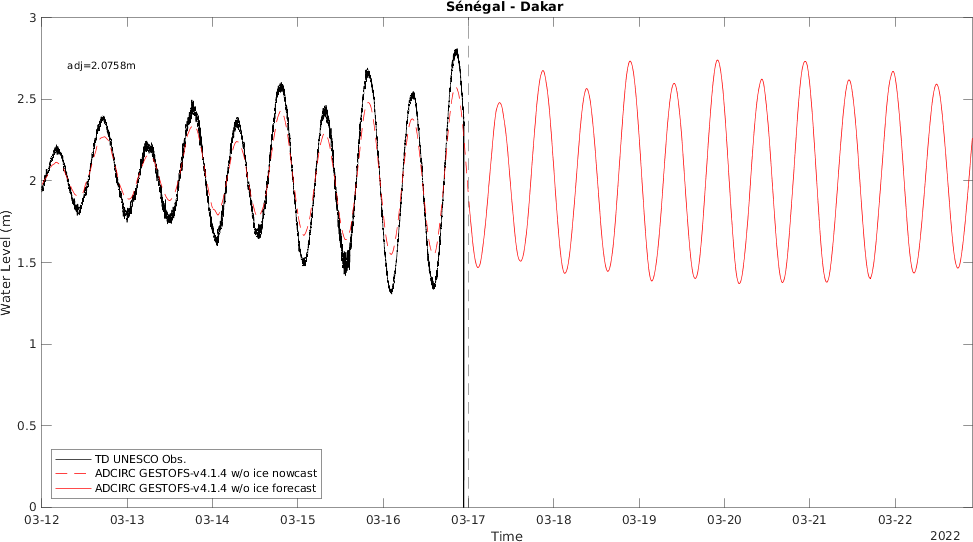 Sénégal - Dakar
adj=2.0758m
3
2.5
2
1.5
1
0.5
0
Water Level (m)
TD UNESCO Obs.
ADCIRC GESTOFS-v4.1.4 w/o ice nowcast
ADCIRC GESTOFS-v4.1.4 w/o ice forecast
03-12 03-13 03-14 03-15 03-16 03-17 03-18 03-19 03-20 03-21 03-22
Time
2022